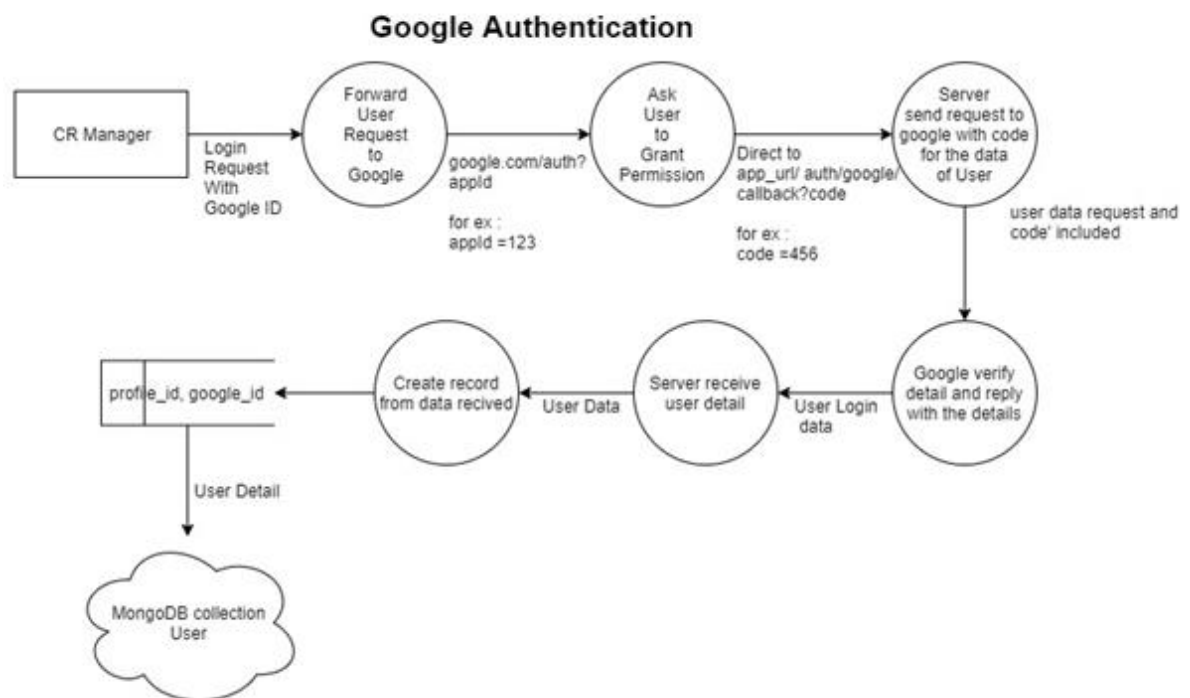 Google Authentication
CR Manager
Login
Request
With
Google ID
Forward
User
Request
to
Google
google.com/auth?
appId
for ex :
appId =123
Ask
User
to
Grant
Permission
Direct to
app_url/ auth/google/
callback?code
for ex :
code =456
Server
send request to
google with code
for the data
of User
user data request and
code' included
Google verify
detail and reply
with the details
User Login
data
Server receive
user detail
User Data
Create record
from data recived
profile_id, google_id
User Detail
MongoDB collection
User